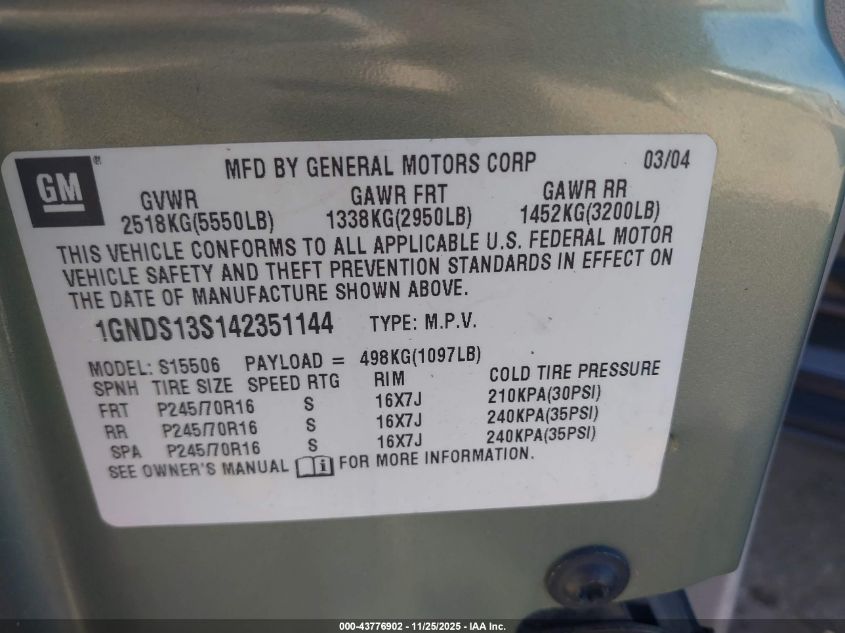 GM ® MFD BY GENERAL MOTORS CORP 03/04
GVWR GAWR FRT GAWR RR
2518KG(5550LB) 1338KG(2950LB) 1452KG(3200LB)
THIS VEHICLE CONFORMS TO ALL APPLICABLE U.S. FEDERAL MOTOR
VEHICLE SAFETY AND THEFT PREVENTION STANDARDS IN EFFECT ON
THE DATE OF MANUFACTURE SHOWN ABOVE.
1GNDS13S142351144 TYPE: M.P.V.
MODEL: S15506 PAYLOAD = 498KG(1097LB)
SPNH TIRE SIZE SPEED RTG RIM COLD TIRE PRESSURE
FRT P245/70R16 S 16X7J 210KPA(30PSI)
RR P245/70R16 S 16X7J 240KPA(35PSI)
SPA P245/70R16 S 16X7J 240KPA(35PSI)
SEE OWNER'S MANUAL FOR MORE INFORMATION.
000-43776902 - 11/25/2025 - IAA Inc.